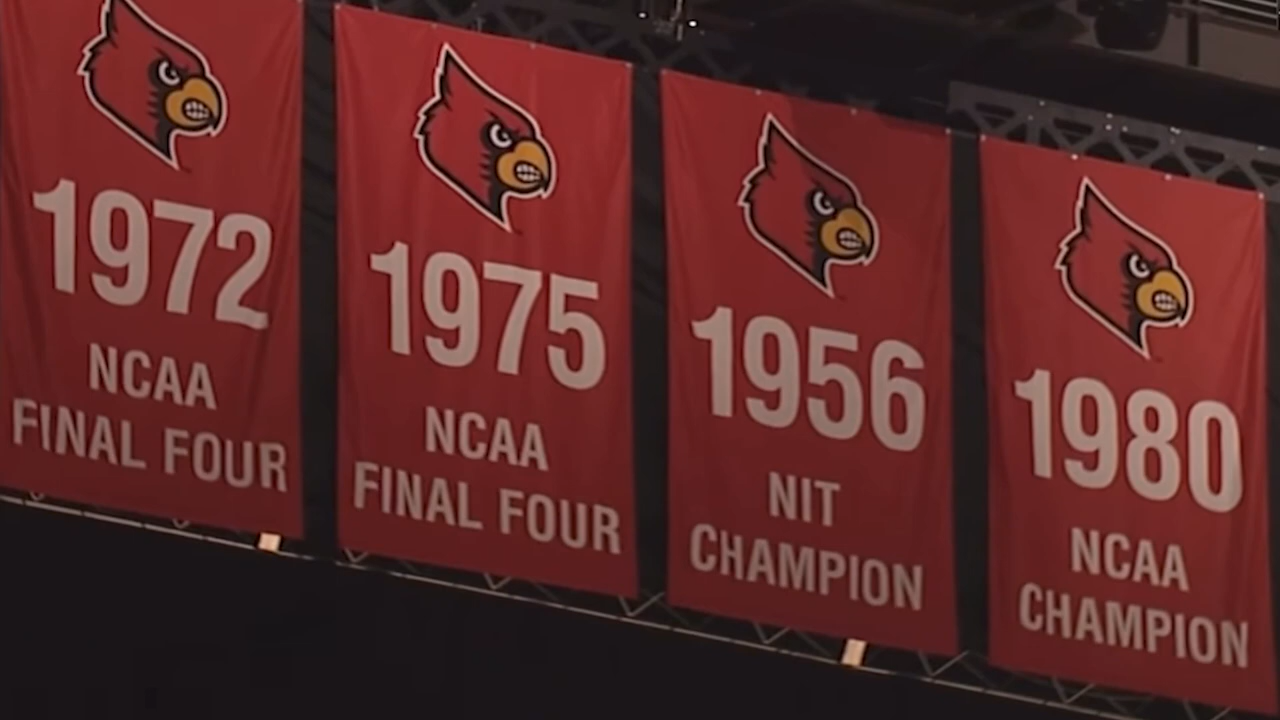 1972
NCAA
FINAL FOUR
1975
NCAA
FINAL FOUR
1956
NIT
CHAMPION
1980
NCAA
CHAMPION